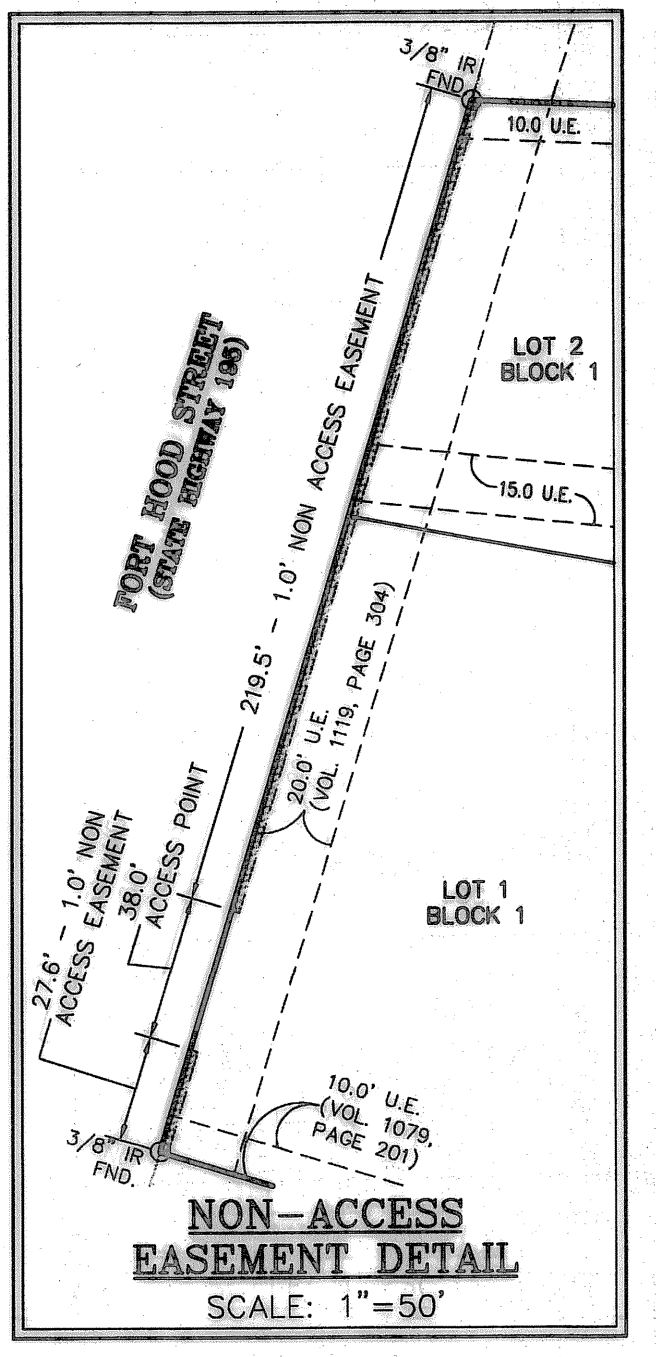 3/8" IR
FND.
10.0 U.E.
LOT 2
BLOCK 1
15.0 U.E.
FORT HOOD STREET
(STATE HIGHWAY 195)
219.5' - 1.0' NON ACCESS EASEMENT
20.0' U.E.
(VOL. 1119, PAGE 304)
38.0'
ACCESS POINT
27.6' - 1.0' NON
ACCESS EASEMENT
LOT 1
BLOCK 1
10.0' U.E.
(VOL. 1079,
PAGE 201)
3/8" IR
FND.
NON-ACCESS
EASEMENT DETAIL
SCALE: 1"=50'